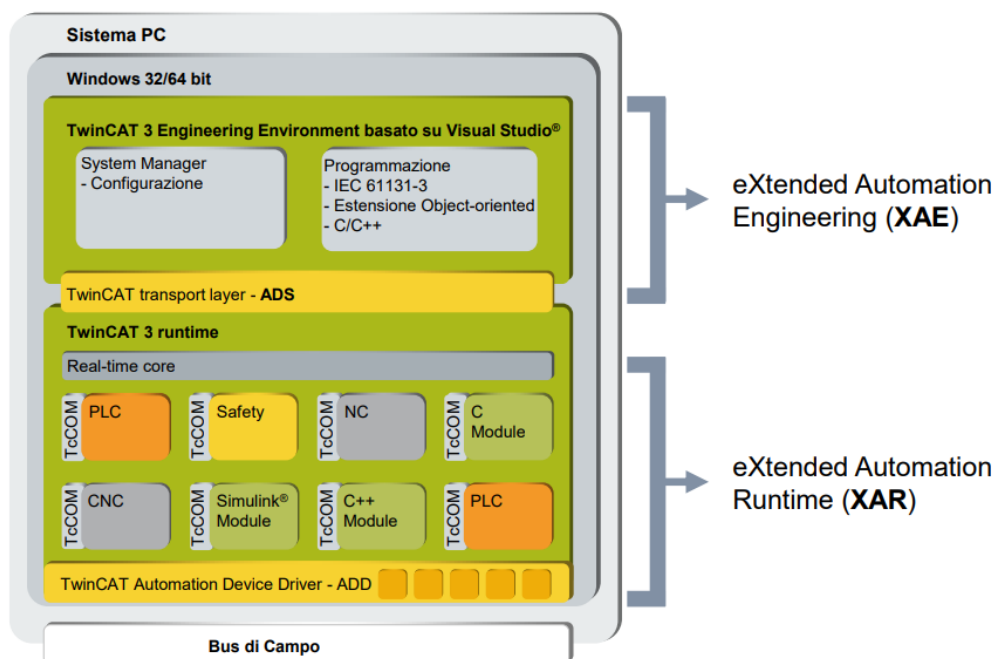 Sistema PC
Windows 32/64 bit
TwinCAT 3 Engineering Environment basato su Visual Studio®
System Manager
- Configurazione
Programmazione
- IEC 61131-3
- Estensione Object-oriented
- C/C++
TwinCAT transport layer - ADS
TwinCAT 3 runtime
Real-time core
TcCOM
PLC
TcCOM
Safety
TcCOM
NC
TcCOM
C
Module
TcCOM
CNC
TcCOM
Simulink®
Module
TcCOM
C++
Module
TcCOM
PLC
TwinCAT Automation Device Driver - ADD
Bus di Campo
eXtended Automation
Engineering (XAE)
eXtended Automation
Runtime (XAR)